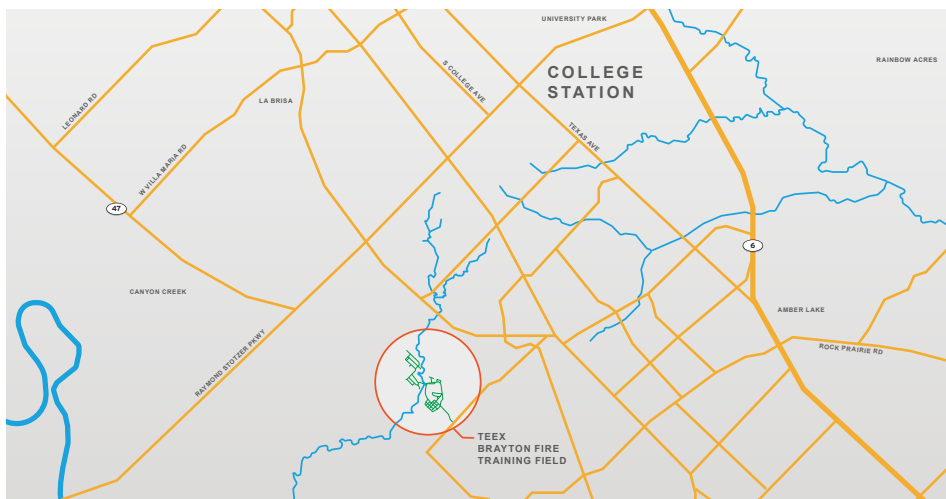 UNIVERSITY PARK
COLLEGE
STATION
RAINBOW ACRES
S COLLEGE AVE
LEONARD RD
LA BRISA
TEXAS AVE
W VILLA MARIA RD
47
6
CANYON CREEK
AMBER LAKE
RAYMOND STOTZER PKWY
ROCK PRAIRIE RD
TEEX
BRAYTON FIRE
TRAINING FIELD